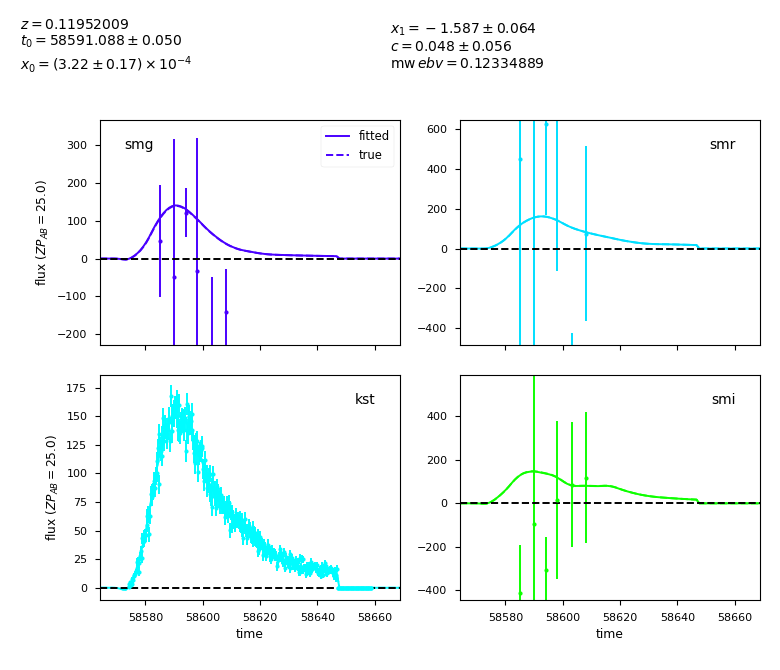 z = 0.11952009
t₀ = 58591.088 ± 0.050
x₀ = (3.22 ± 0.17) × 10⁻⁴
x₁ = −1.587 ± 0.064
c = 0.048 ± 0.056
mw ebv = 0.12334889
smg
fitted
true
300
200
100
0
−100
−200
flux (ZP_AB = 25.0)
smr
600
400
200
0
−200
−400
kst
175
150
125
100
75
50
25
0
flux (ZP_AB = 25.0)
58580 58600 58620 58640 58660
time
smi
400
200
0
−200
−400
58580 58600 58620 58640 58660
time